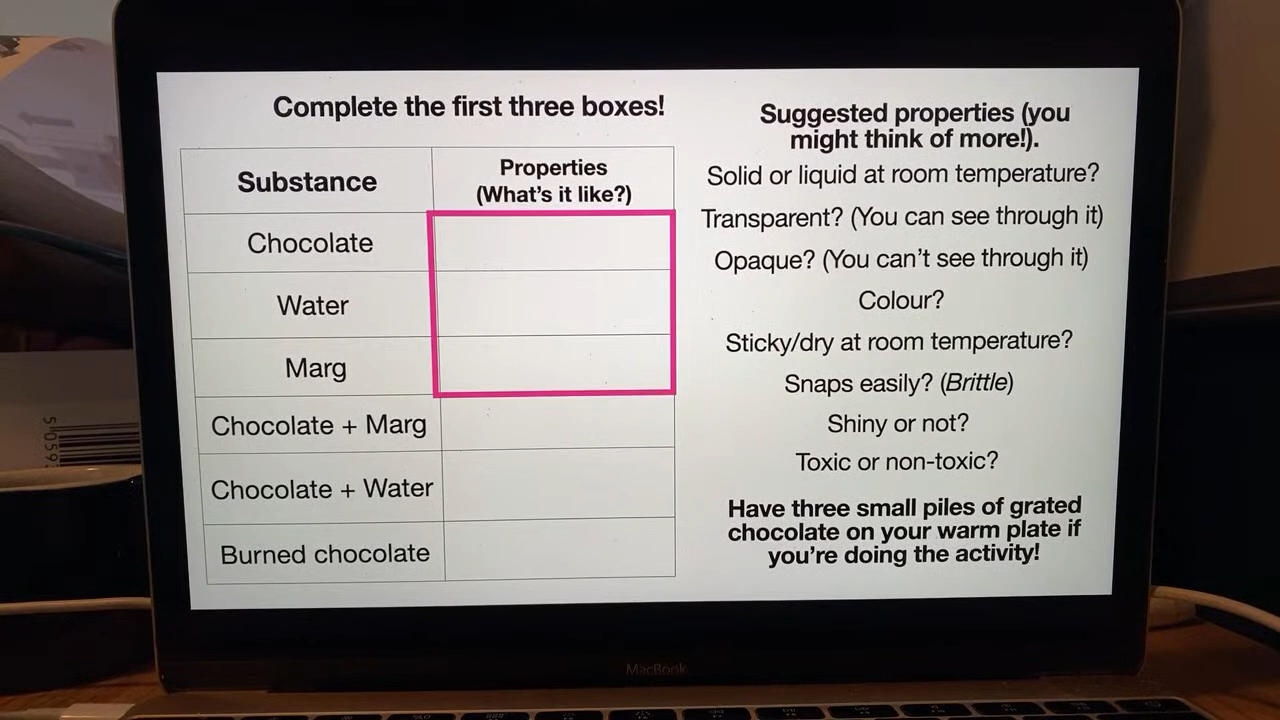 Complete the first three boxes!
Substance
Properties
(What's it like?)
Chocolate
Water
Marg
Chocolate + Marg
Chocolate + Water
Burned chocolate
Suggested properties (you
might think of more!).
Solid or liquid at room temperature?
Transparent? (You can see through it)
Opaque? (You can't see through it)
Colour?
Sticky/dry at room temperature?
Snaps easily? (Brittle)
Shiny or not?
Toxic or non-toxic?
Have three small piles of grated
chocolate on your warm plate if
you're doing the activity!
MacBook